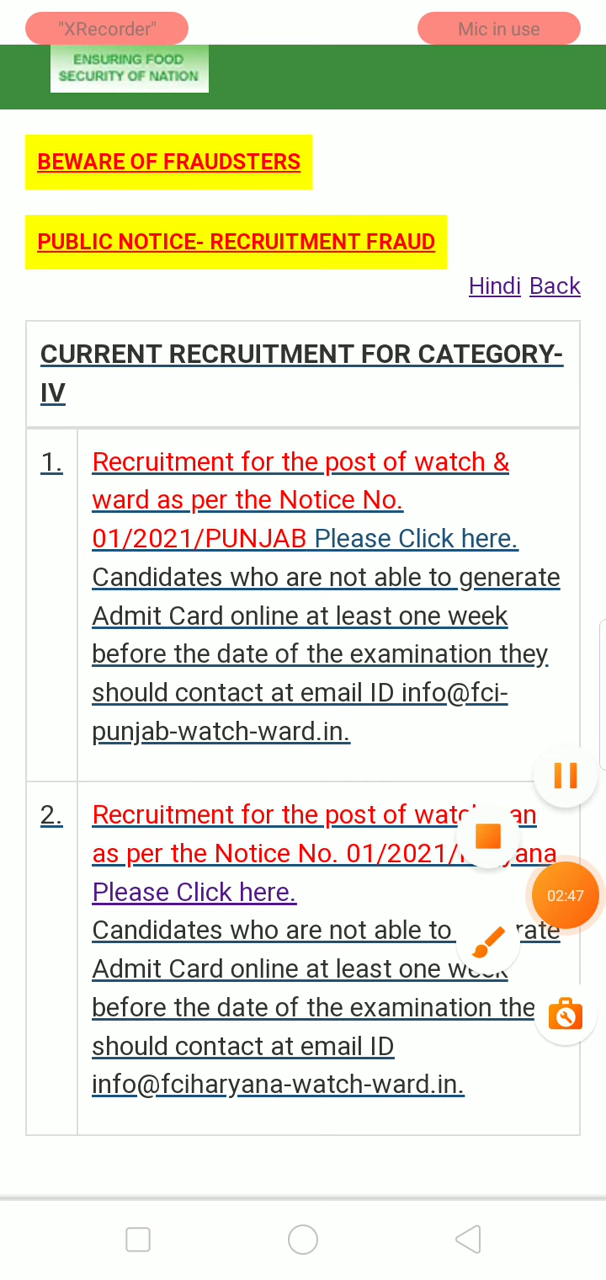 "XRecorder"
Mic in use
ENSURING FOOD
SECURITY OF NATION
BEWARE OF FRAUDSTERS
PUBLIC NOTICE- RECRUITMENT FRAUD
Hindi Back
CURRENT RECRUITMENT FOR CATEGORY-
IV
1. Recruitment for the post of watch &
ward as per the Notice No.
01/2021/PUNJAB Please Click here.
Candidates who are not able to generate
Admit Card online at least one week
before the date of the examination they
should contact at email ID info@fci-
punjab-watch-ward.in.
2. Recruitment for the post of
as per the Notice No.
Please Click here.
Candidates who are not able to
02:47
Admit Card online at least one
before the date of the examination
should contact at email ID
info@fciharyana-watch-ward.in.